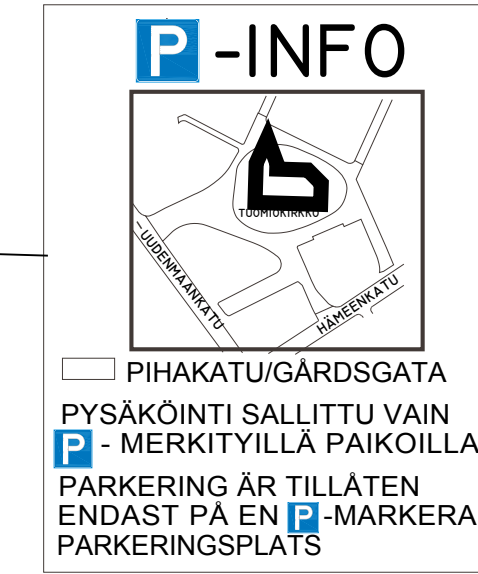 P -INFO
TUOMIOKIRKKO
UUDENMAANKATU
HÄMEENKATU
PIHAKATU/GÅRDSGATA
PYSÄKÖINTI SALLITTU VAIN
P - MERKITYILLÄ PAIKOILLA
PARKERING ÄR TILLÅTEN
ENDAST PÅ EN P -MARKERA
PARKERINGSPLATS